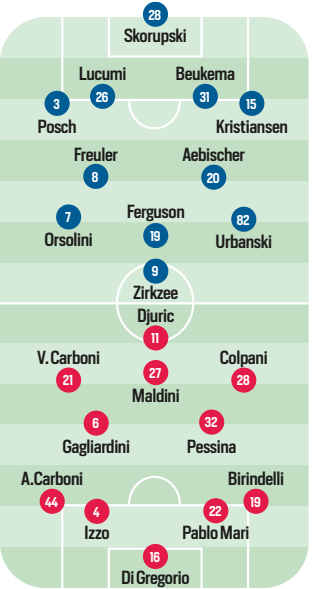 28
Skorupski
Lucumi Beukema
3 26 31 15
Posch Kristiansen
Freuler Aebischer
8 20
7 Ferguson 82
Orsolini 19 Urbanski
9
Zirkzee
Djuric
11
V. Carboni Colpani
21 27 28
Maldini
6 32
Gagliardini Pessina
A. Carboni Birindelli
44 4 22 19
Izzo Pablo Mari
16
Di Gregorio